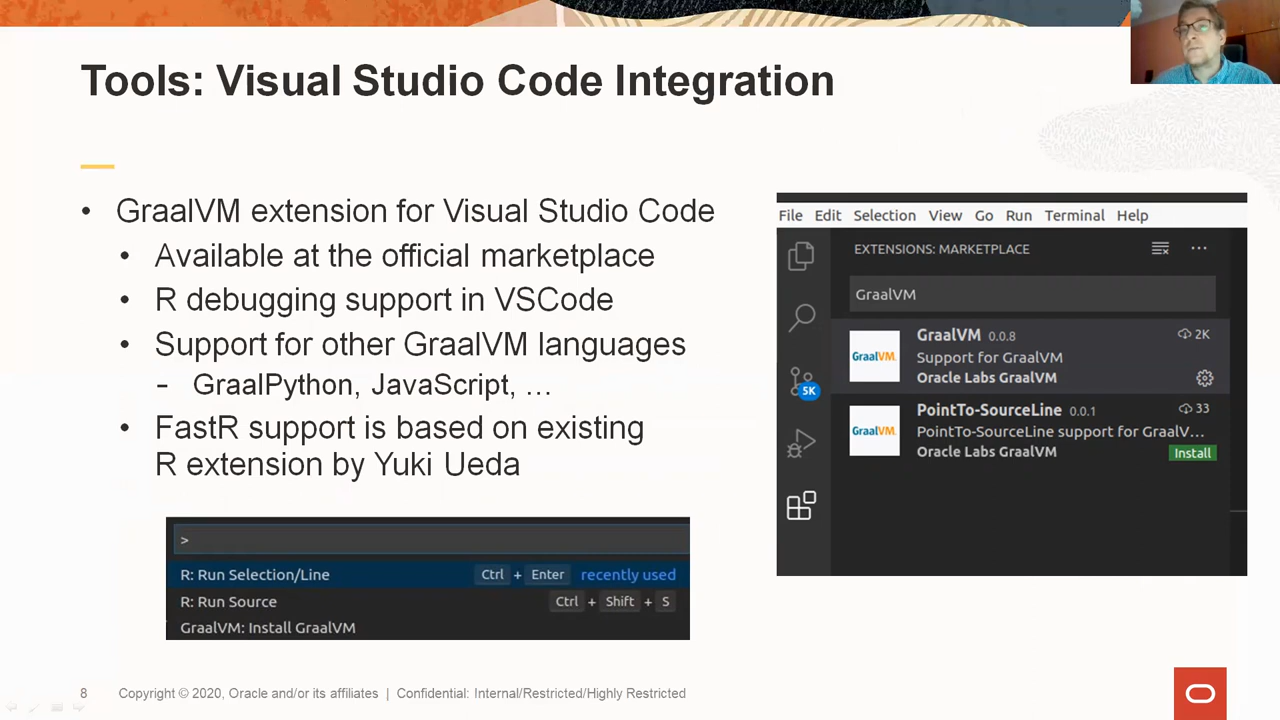 Tools: Visual Studio Code Integration
• GraalVM extension for Visual Studio Code
• Available at the official marketplace
• R debugging support in VSCode
• Support for other GraalVM languages
- GraalPython, JavaScript, ...
• FastR support is based on existing
R extension by Yuki Ueda
>
R: Run Selection/Line Ctrl + Enter recently used
R: Run Source Ctrl + Shift + S
GraalVM: Install GraalVM
File Edit Selection View Go Run Terminal Help
EXTENSIONS: MARKETPLACE ...
GraalVM
GraalVM. GraalVM 0.0.8 2K
Support for GraalVM
Oracle Labs GraalVM
5K
GraalVM. PointTo-SourceLine 0.0.1 33
PointTo-SourceLine support for GraalV...
Oracle Labs GraalVM Install
8 Copyright © 2020, Oracle and/or its affiliates | Confidential: Internal/Restricted/Highly Restricted